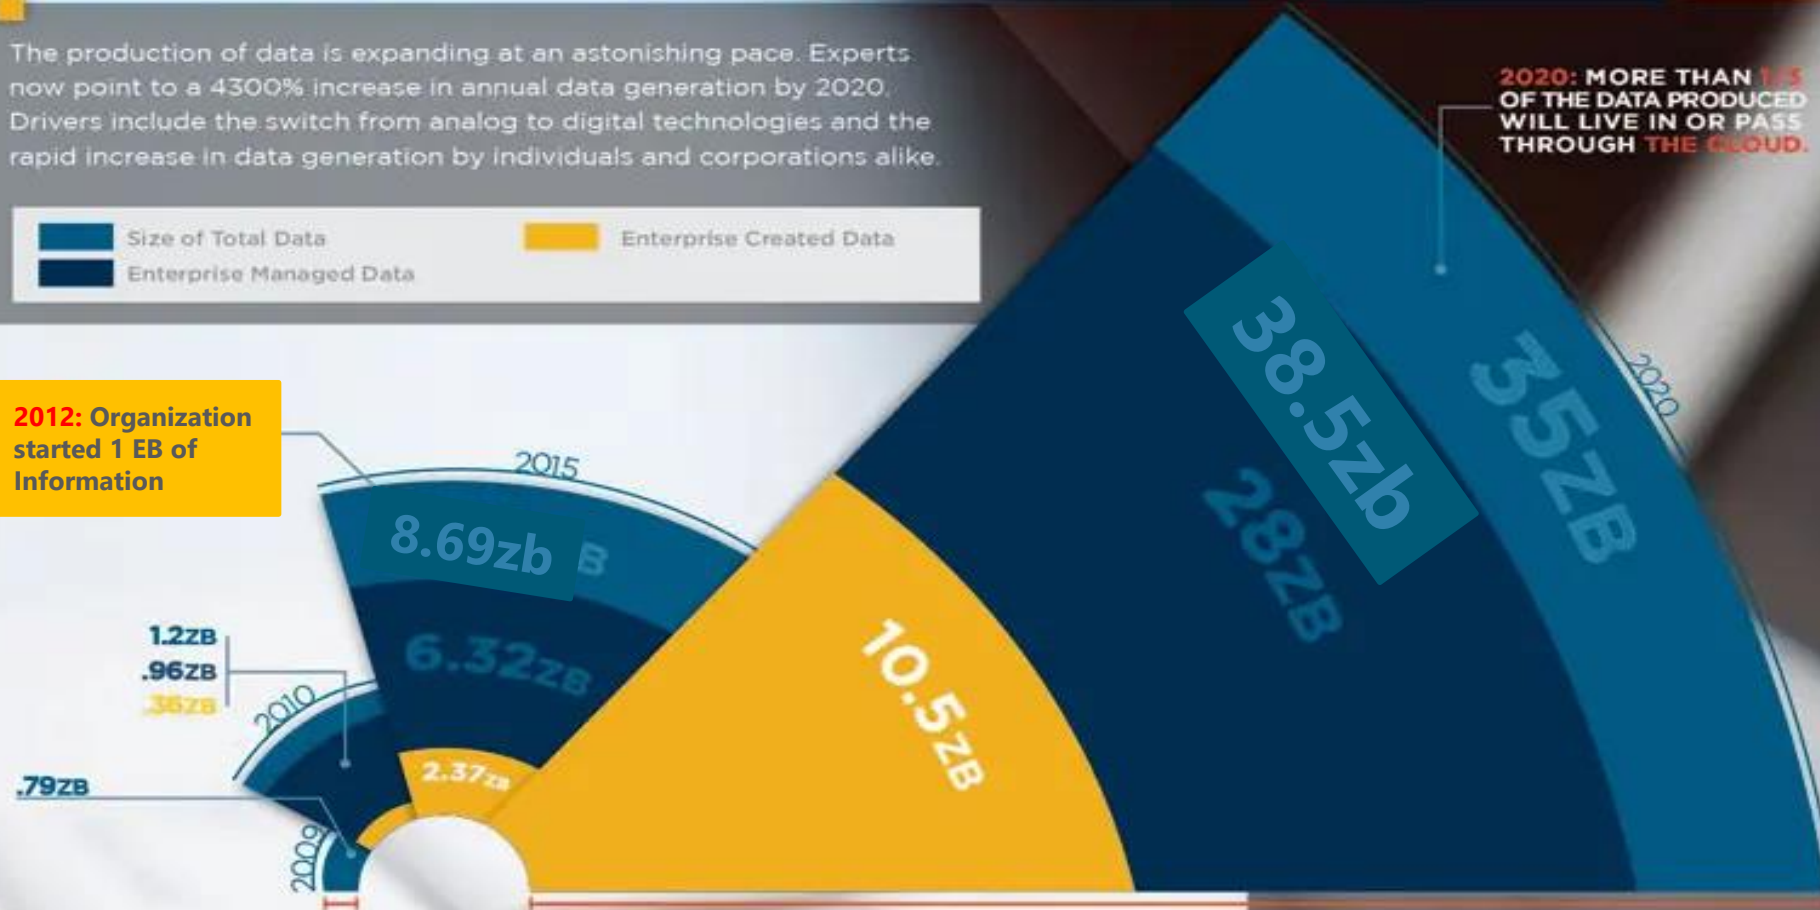 The production of data is expanding at an astonishing pace. Experts
now point to a 4300% increase in annual data generation by 2020.
Drivers include the switch from analog to digital technologies and the
rapid increase in data generation by individuals and corporations alike.
Size of Total Data
Enterprise Created Data
Enterprise Managed Data
2020: MORE THAN 1/3
OF THE DATA PRODUCED
WILL LIVE IN OR PASS
THROUGH THE CLOUD.
2012: Organization
started 1 EB of
Information
2015
8.69zb
B
6.32ZB
2.37ZB
1.2ZB
.96ZB
.36ZB
2010
.79ZB
2009
10.5ZB
28ZB
38.5zb
35ZB
2020